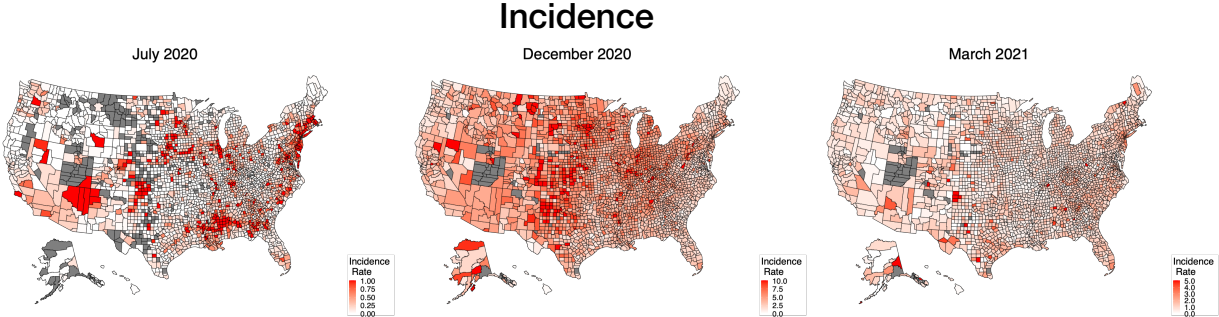 Incidence
July 2020
December 2020
March 2021
Incidence
Rate
1.00
0.75
0.50
0.25
0.00
Incidence
Rate
10.0
7.5
5.0
2.5
0.0
Incidence
Rate
5.0
4.0
3.0
2.0
1.0
0.0